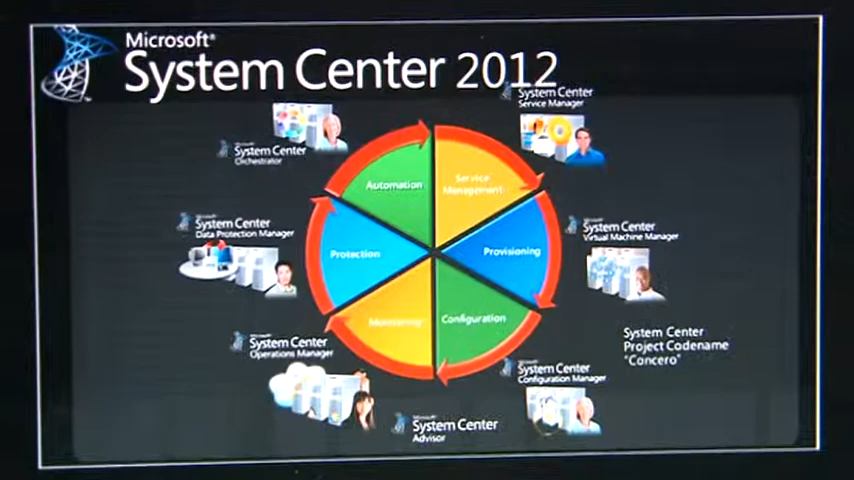 Microsoft®
System Center 2012
System Center
Service Manager
System Center
Orchestrator
Automation
Service
Management
System Center
Data Protection Manager
Protection
Provisioning
System Center
Virtual Machine Manager
Monitoring
Configuration
System Center
Operations Manager
System Center
Project Codename
"Concero"
System Center
Configuration Manager
Microsoft®
System Center
Advisor